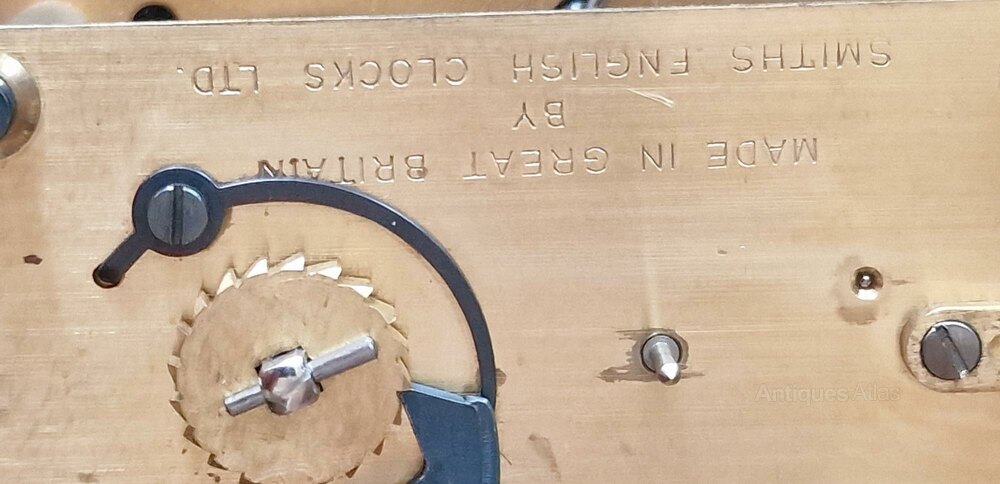 MADE IN GREAT BRITAIN
BY
SMITHS ENGLISH CLOCKS LTD.
Antiques Atlas